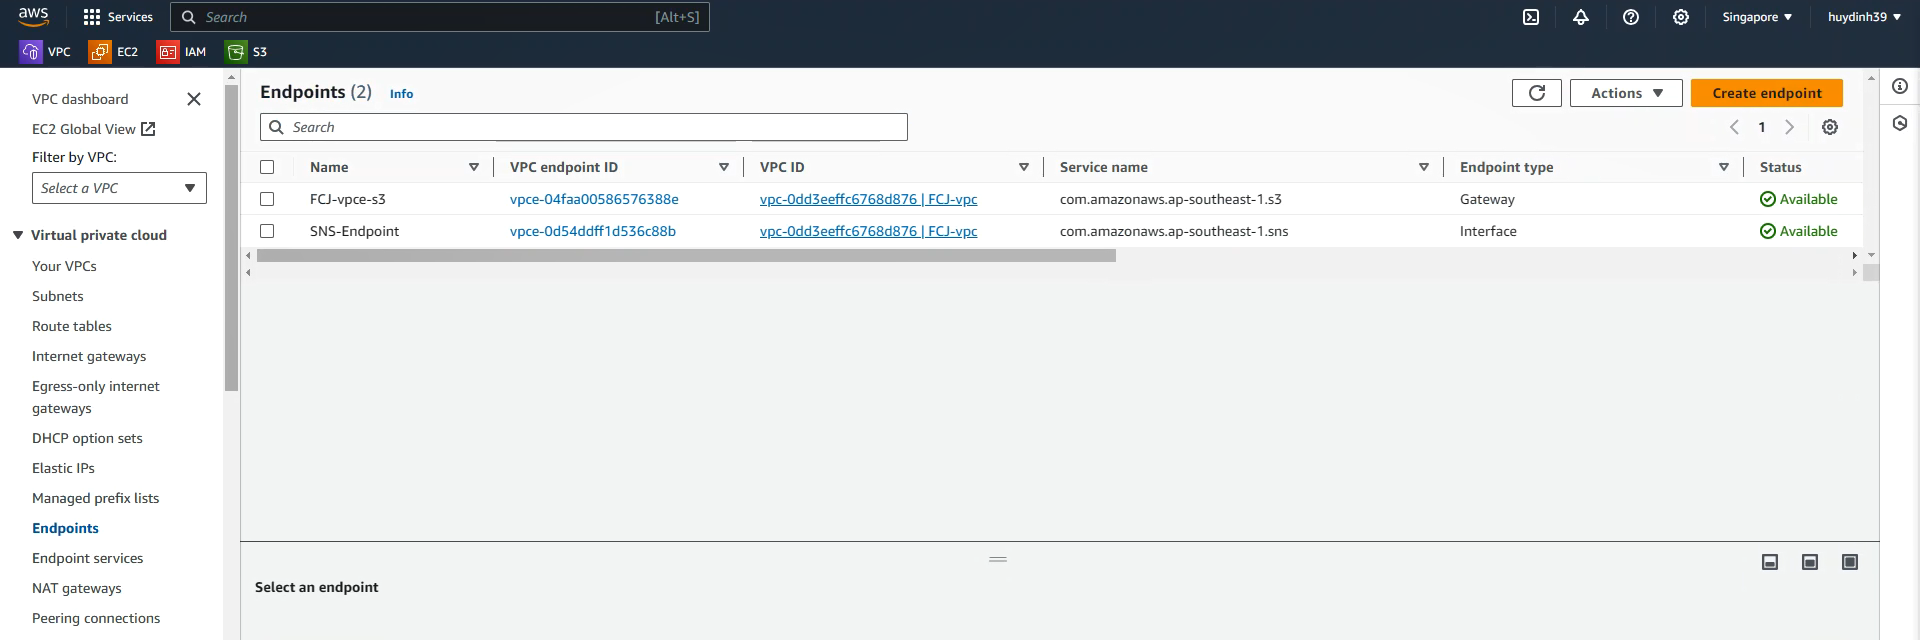 aws Services Search [Alt+S] Singapore huydinh39
VPC EC2 IAM S3
VPC dashboard
EC2 Global View
Filter by VPC:
Select a VPC
Virtual private cloud
Your VPCs
Subnets
Route tables
Internet gateways
Egress-only internet
gateways
DHCP option sets
Elastic IPs
Managed prefix lists
Endpoints
Endpoint services
NAT gateways
Peering connections
Endpoints (2) Info Actions Create endpoint
Search 1
Name VPC endpoint ID VPC ID Service name Endpoint type Status
FCJ-vpce-s3 vpce-04faa00586576388e vpc-0dd3eeffc6768d876 | FCJ-vpc com.amazonaws.ap-southeast-1.s3 Gateway Available
SNS-Endpoint vpce-0d54ddff1d536c88b vpc-0dd3eeffc6768d876 | FCJ-vpc com.amazonaws.ap-southeast-1.sns Interface Available
Select an endpoint